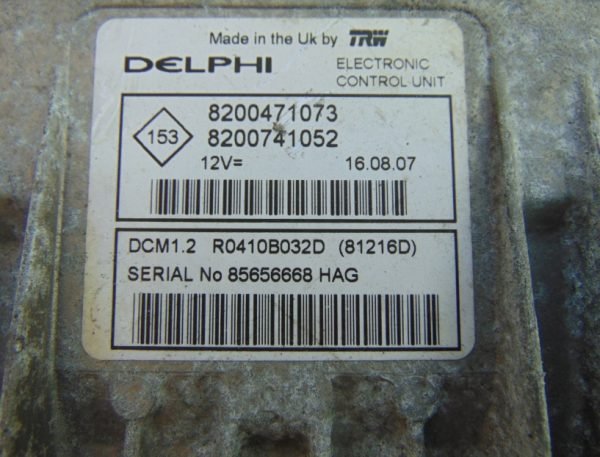 Made in the Uk by TRW
DELPHI ELECTRONIC
CONTROL UNIT
8200471073
153
8200741052
12V= 16.08.07
DCM1.2 R0410B032D (81216D)
SERIAL No 85656668 HAG